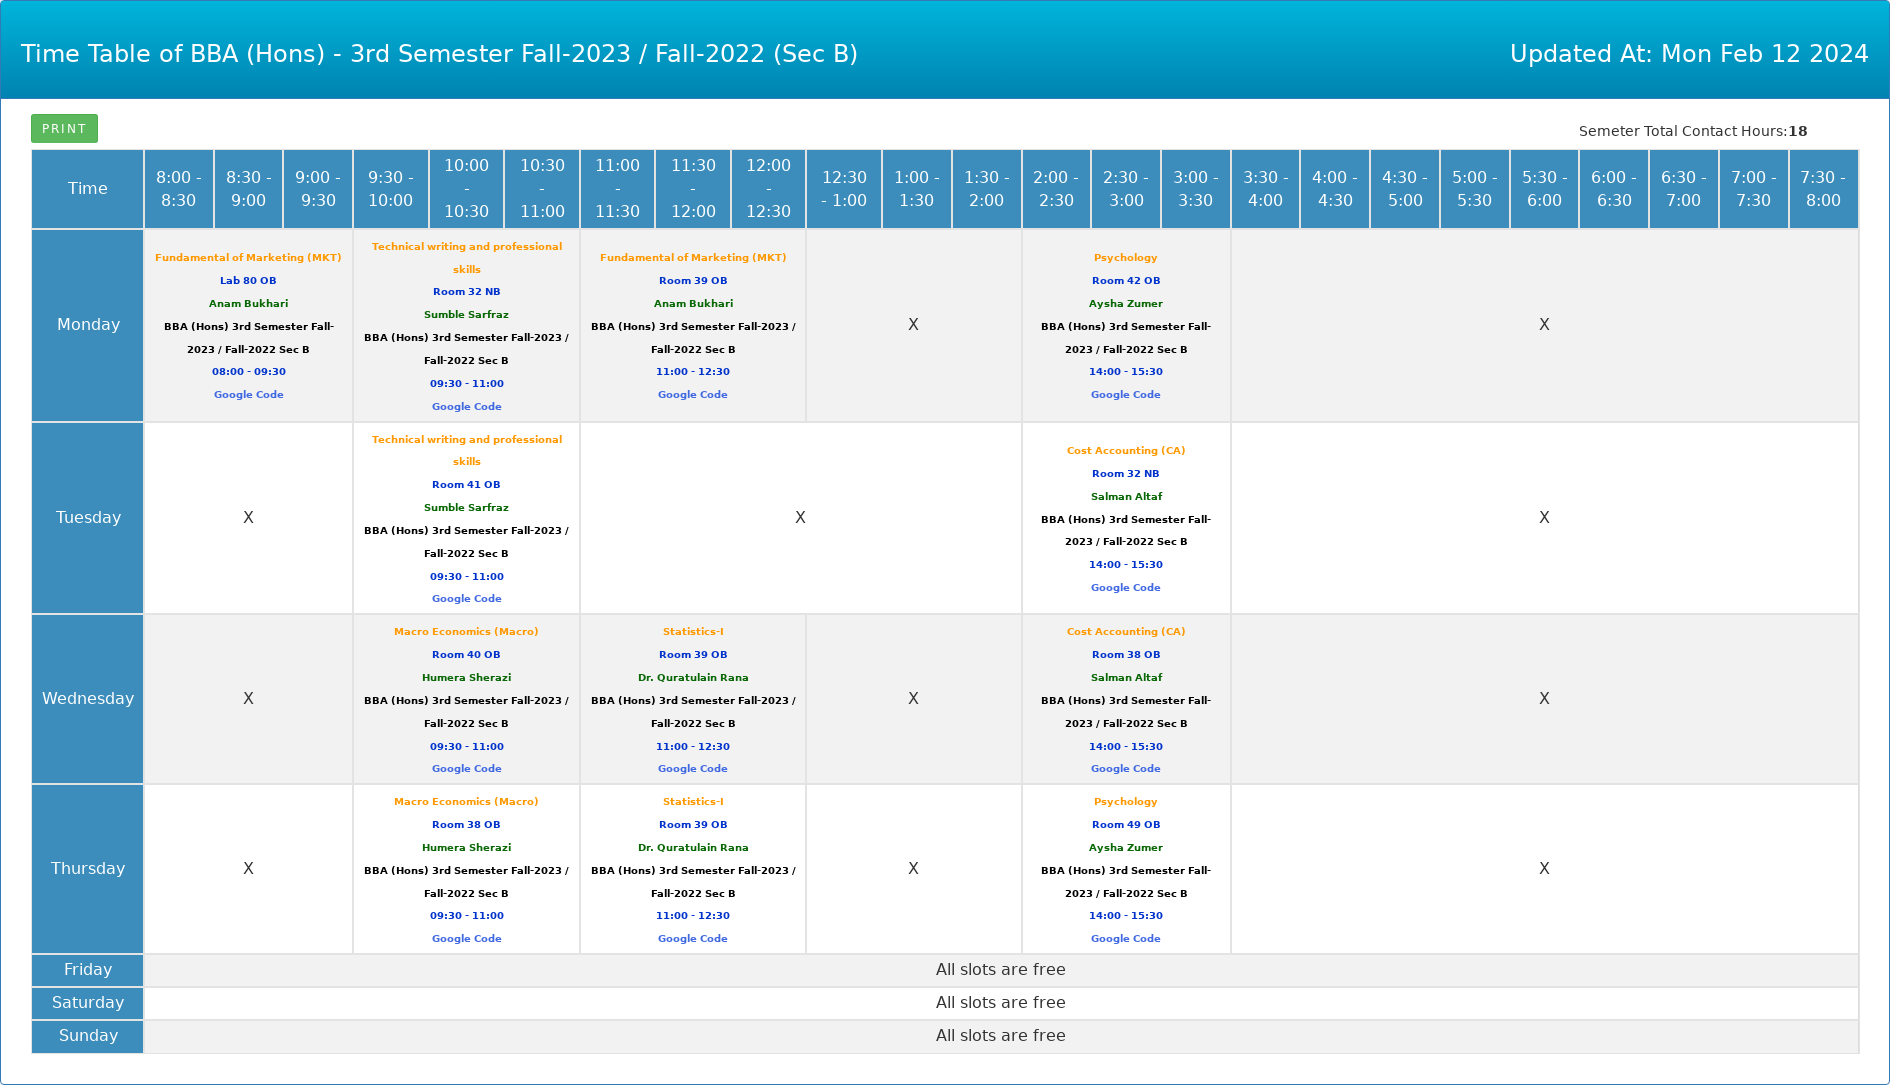 Time Table of BBA (Hons) - 3rd Semester Fall-2023 / Fall-2022 (Sec B)
Updated At: Mon Feb 12 2024
PRINT
Semeter Total Contact Hours:18
Time
8:00 -
8:30
8:30 -
9:00
9:00 -
9:30
9:30 -
10:00
10:00
-
10:30
10:30
-
11:00
11:00
-
11:30
11:30
-
12:00
12:00
-
12:30
12:30
- 1:00
1:00 -
1:30
1:30 -
2:00
2:00 -
2:30
2:30 -
3:00
3:00 -
3:30
3:30 -
4:00
4:00 -
4:30
4:30 -
5:00
5:00 -
5:30
5:30 -
6:00
6:00 -
6:30
6:30 -
7:00
7:00 -
7:30
7:30 -
8:00
Monday
Fundamental of Marketing (MKT)
Lab 80 OB
Anam Bukhari
BBA (Hons) 3rd Semester Fall-
2023 / Fall-2022 Sec B
08:00 - 09:30
Google Code
Technical writing and professional
skills
Room 32 NB
Sumble Sarfraz
BBA (Hons) 3rd Semester Fall-2023 /
Fall-2022 Sec B
09:30 - 11:00
Google Code
Fundamental of Marketing (MKT)
Room 39 OB
Anam Bukhari
BBA (Hons) 3rd Semester Fall-2023 /
Fall-2022 Sec B
11:00 - 12:30
Google Code
X
Psychology
Room 42 OB
Aysha Zumer
BBA (Hons) 3rd Semester Fall-
2023 / Fall-2022 Sec B
14:00 - 15:30
Google Code
X
Tuesday
X
Technical writing and professional
skills
Room 41 OB
Sumble Sarfraz
BBA (Hons) 3rd Semester Fall-2023 /
Fall-2022 Sec B
09:30 - 11:00
Google Code
X
Cost Accounting (CA)
Room 32 NB
Salman Altaf
BBA (Hons) 3rd Semester Fall-
2023 / Fall-2022 Sec B
14:00 - 15:30
Google Code
X
Wednesday
X
Macro Economics (Macro)
Room 40 OB
Humera Sherazi
BBA (Hons) 3rd Semester Fall-2023 /
Fall-2022 Sec B
09:30 - 11:00
Google Code
Statistics-I
Room 39 OB
Dr. Quratulain Rana
BBA (Hons) 3rd Semester Fall-2023 /
Fall-2022 Sec B
11:00 - 12:30
Google Code
X
Cost Accounting (CA)
Room 38 OB
Salman Altaf
BBA (Hons) 3rd Semester Fall-
2023 / Fall-2022 Sec B
14:00 - 15:30
Google Code
X
Thursday
X
Macro Economics (Macro)
Room 38 OB
Humera Sherazi
BBA (Hons) 3rd Semester Fall-2023 /
Fall-2022 Sec B
09:30 - 11:00
Google Code
Statistics-I
Room 39 OB
Dr. Quratulain Rana
BBA (Hons) 3rd Semester Fall-2023 /
Fall-2022 Sec B
11:00 - 12:30
Google Code
X
Psychology
Room 49 OB
Aysha Zumer
BBA (Hons) 3rd Semester Fall-
2023 / Fall-2022 Sec B
14:00 - 15:30
Google Code
X
Friday
All slots are free
Saturday
All slots are free
Sunday
All slots are free